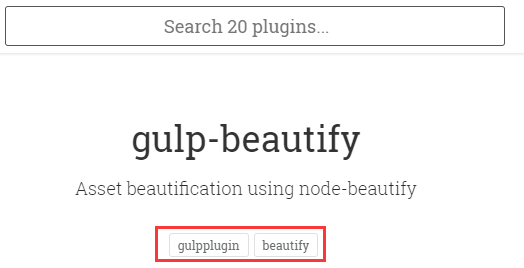 Search 20 plugins...
gulp-beautify
Asset beautification using node-beautify
gulpplugin beautify